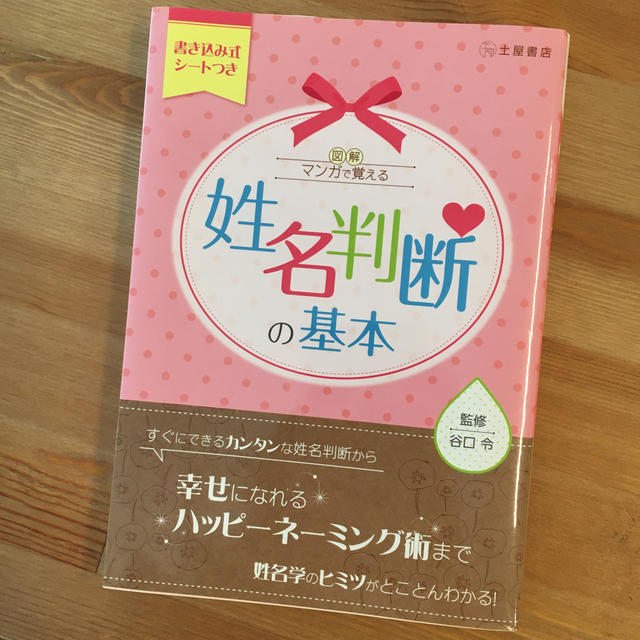 書き込み式
シートつき
土屋書店
図解
マンガで覚える
姓名判断
の基本
監修
谷口 令
すぐにできるカンタンな姓名判断から
幸せになれる
ハッピーネーミング術まで
姓名学のヒミツがとことんわかる!